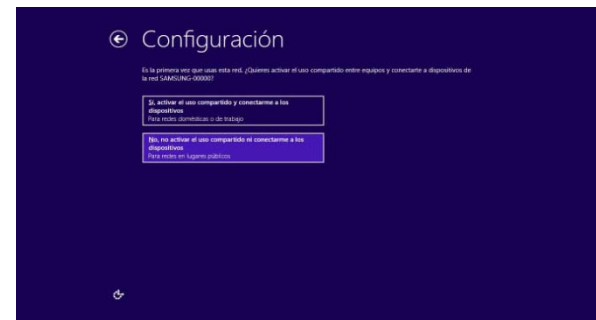 Configuración
Es la primera vez que usas esta red. ¿Quieres activar el uso compartido entre equipos y conectarte a dispositivos de
la red SAMSUNG-00000?
Sí, activar el uso compartido y conectarme a los
dispositivos
Para redes domésticas o de trabajo
No, no activar el uso compartido ni conectarme a los
dispositivos
Para redes en lugares públicos